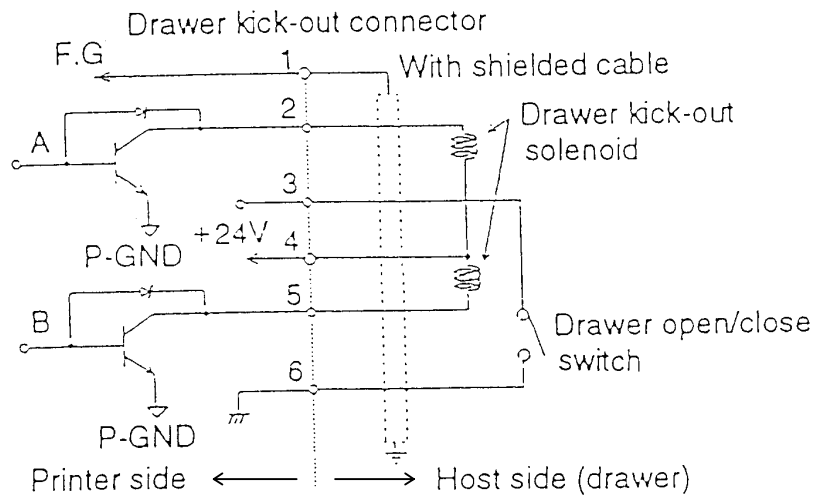 Drawer kick-out connector
F.G
1
With shielded cable
2
Drawer kick-out
solenoid
A
3
+24V
4
P-GND
5
B
Drawer open/close
switch
6
P-GND
Printer side
Host side (drawer)